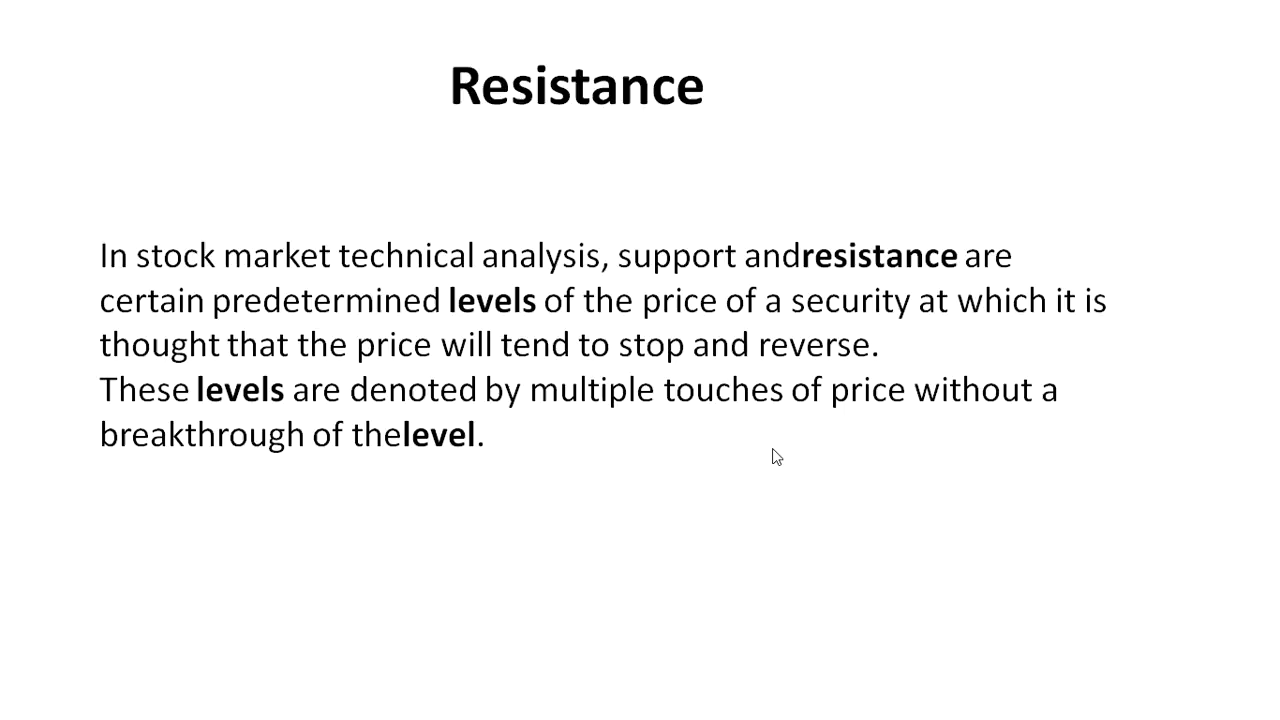 Resistance
In stock market technical analysis, support andresistance are
certain predetermined levels of the price of a security at which it is
thought that the price will tend to stop and reverse.
These levels are denoted by multiple touches of price without a
breakthrough of thelevel.